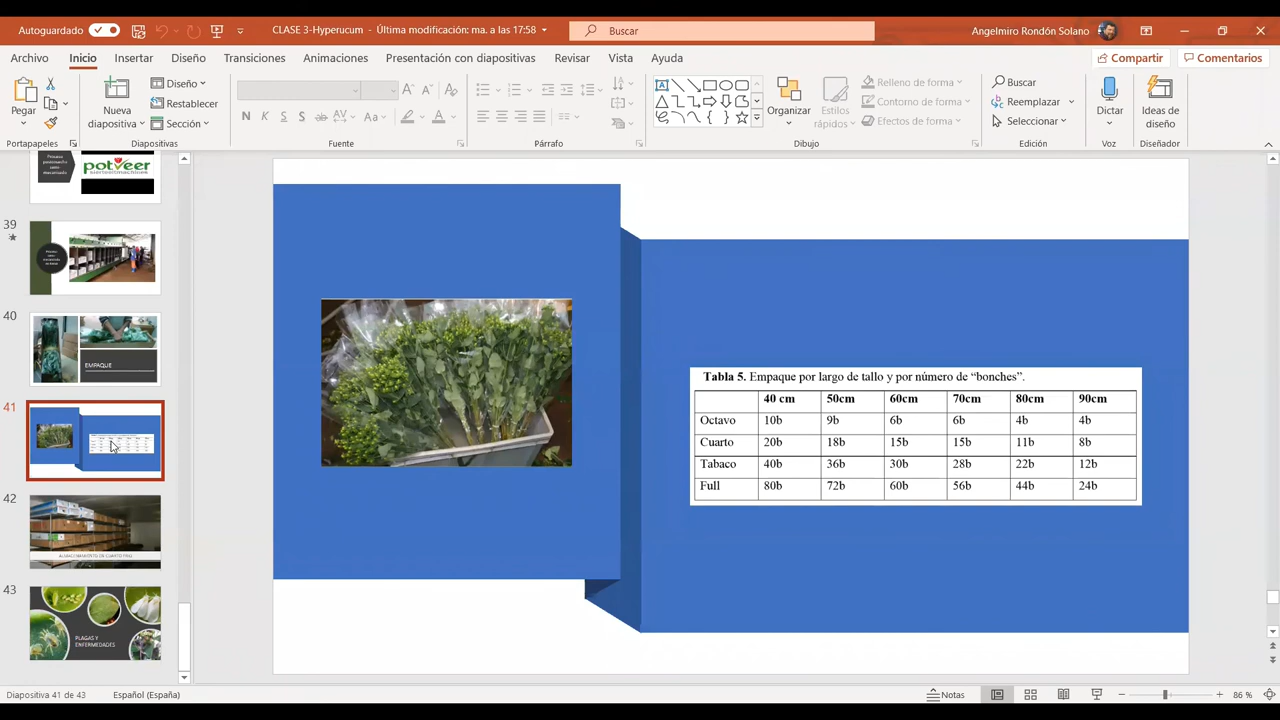 Autoguardado
CLASE 3-Hyperucum - Última modificación: ma. a las 17:58
Buscar
Angelmiro Rondón Solano
Archivo Inicio Insertar Diseño Transiciones Animaciones Presentación con diapositivas Revisar Vista Ayuda
Compartir Comentarios
Pegar
Nueva diapositiva
Diseño
Restablecer
Sección
N S S ab AV Aa A
Organizar
Estilos rápidos
Relleno de forma
Contorno de forma
Efectos de forma
Buscar
Reemplazar
Seleccionar
Dictar
Ideas de diseño
Portapapeles Diapositivas Fuente Párrafo Dibujo Edición Voz Diseñador
potveer
39
40
EMPAQUE
41
42
43
PLAGAS Y
ENFERMEDADES
Tabla 5. Empaque por largo de tallo y por número de “bonches”.
40 cm 50cm 60cm 70cm 80cm 90cm
Octavo 10b 9b 6b 6b 4b 4b
Cuarto 20b 18b 15b 15b 11b 8b
Tabaco 40b 36b 30b 28b 22b 12b
Full 80b 72b 60b 56b 44b 24b
Diapositiva 41 de 43 Español (España) Notas 86 %